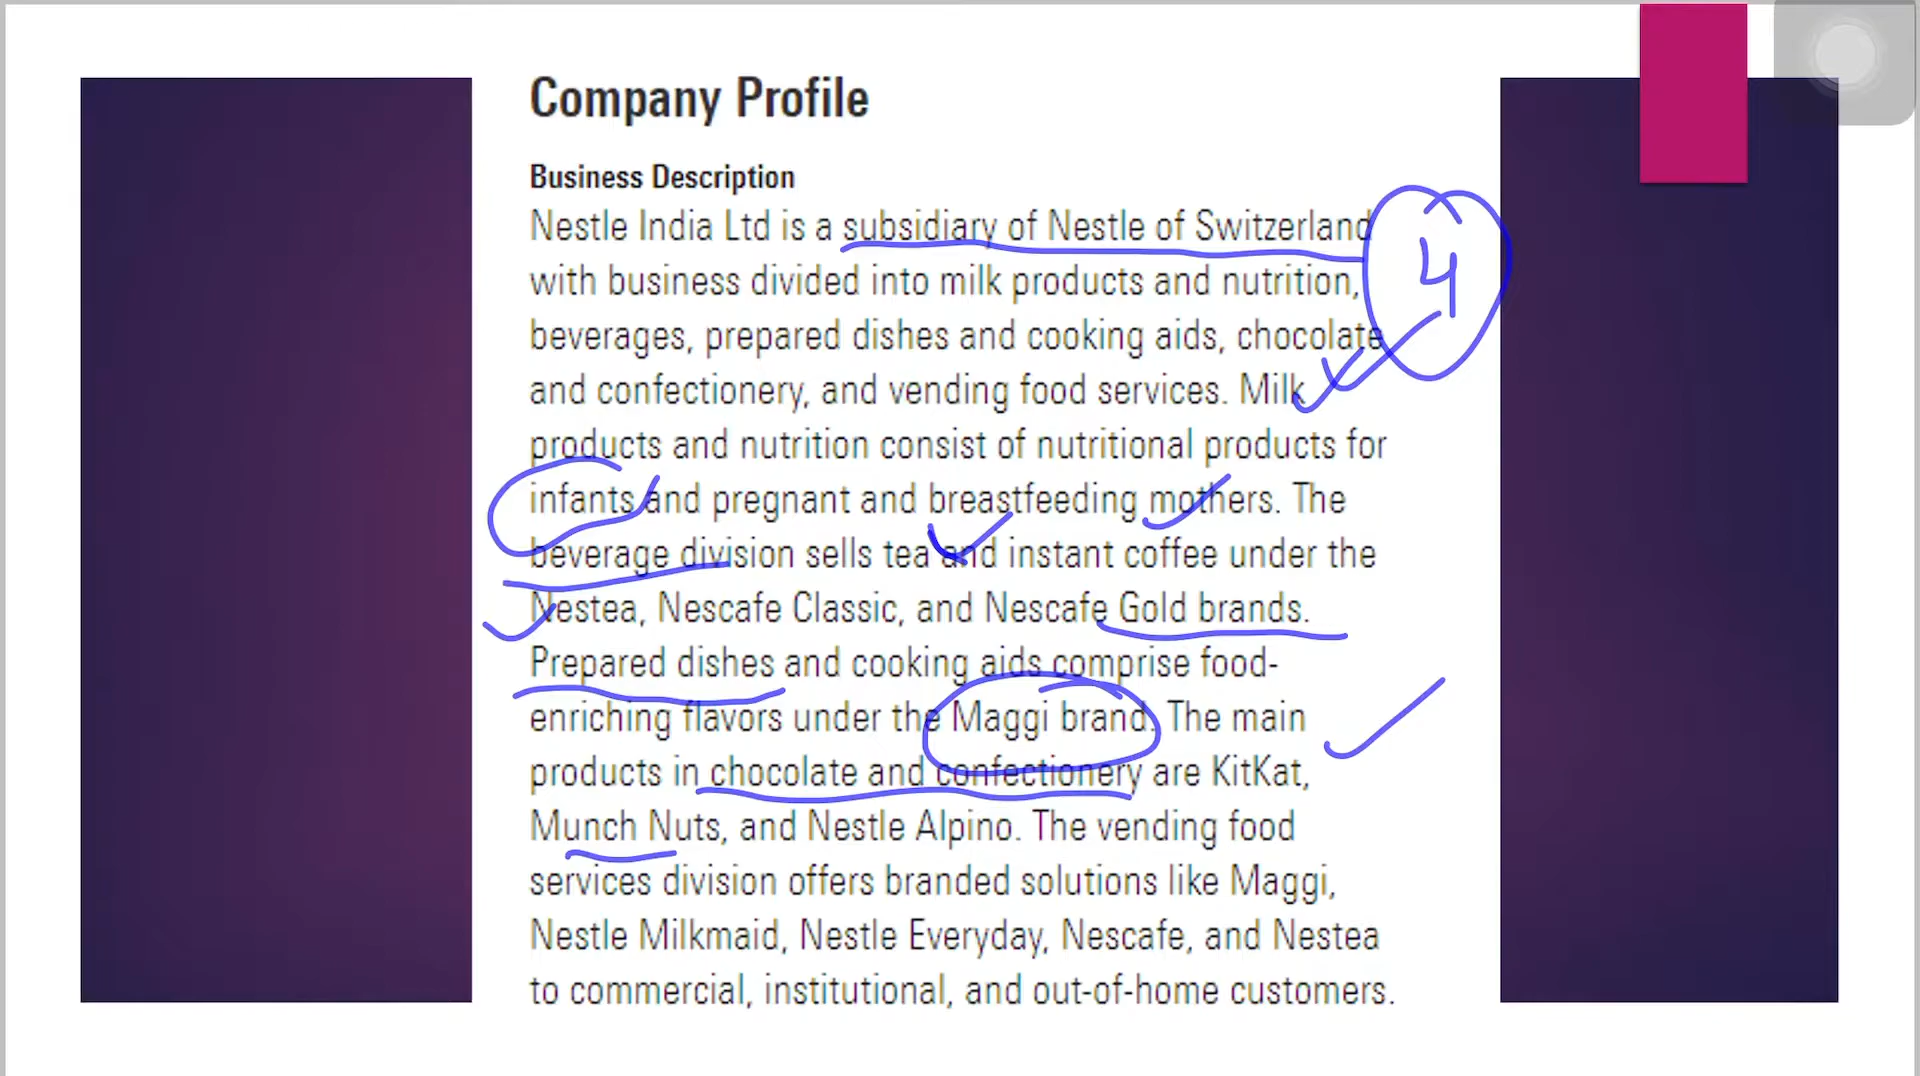 Company Profile
Business Description
Nestle India Ltd is a subsidiary of Nestle of Switzerland
with business divided into milk products and nutrition,
beverages, prepared dishes and cooking aids, chocolate
and confectionery, and vending food services. Milk
products and nutrition consist of nutritional products for
infants and pregnant and breastfeeding mothers. The
beverage division sells tea and instant coffee under the
Nestea, Nescafe Classic, and Nescafe Gold brands.
Prepared dishes and cooking aids comprise food-
enriching flavors under the Maggi brand. The main
products in chocolate and confectionery are KitKat,
Munch Nuts, and Nestle Alpino. The vending food
services division offers branded solutions like Maggi,
Nestle Milkmaid, Nestle Everyday, Nescafe, and Nestea
to commercial, institutional, and out-of-home customers.
4